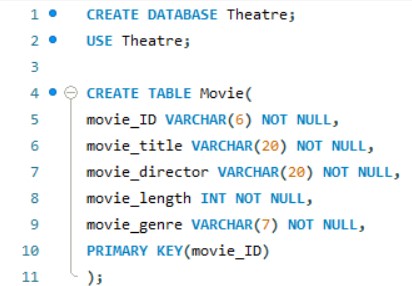 1 CREATE DATABASE Theatre;
2 USE Theatre;
3
4 CREATE TABLE Movie(
5 movie_ID VARCHAR(6) NOT NULL,
6 movie_title VARCHAR(20) NOT NULL,
7 movie_director VARCHAR(20) NOT NULL,
8 movie_length INT NOT NULL,
9 movie_genre VARCHAR(7) NOT NULL,
10 PRIMARY KEY(movie_ID)
11 );